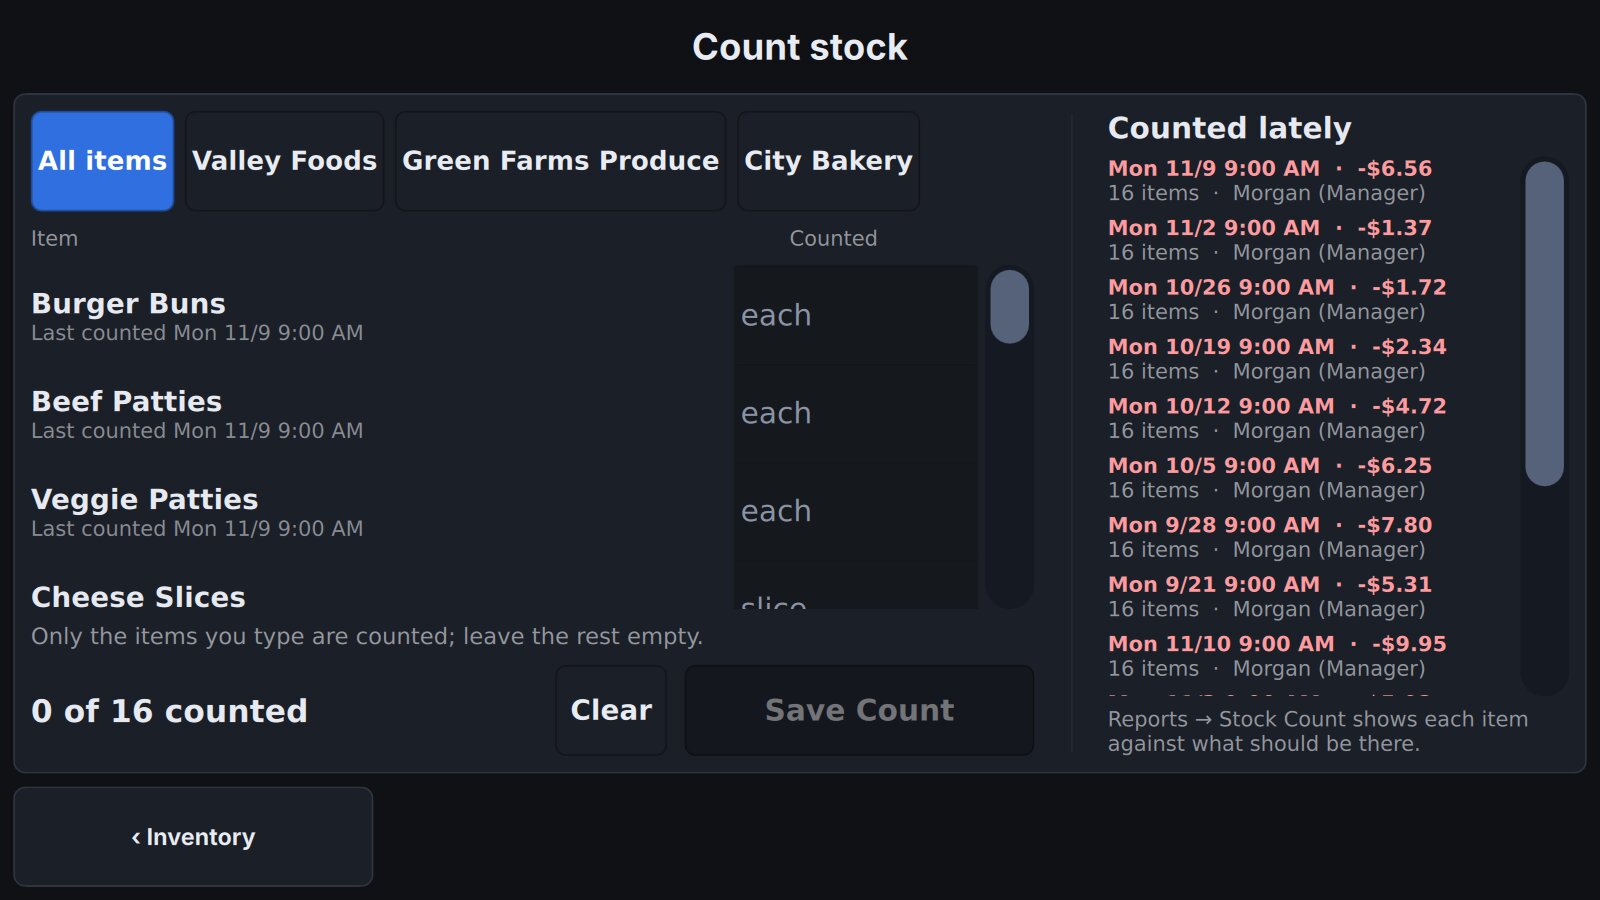 Count stock
All items
Valley Foods
Green Farms Produce
City Bakery
Item
Counted
Burger Buns
Last counted Mon 11/9 9:00 AM
each
Beef Patties
Last counted Mon 11/9 9:00 AM
each
Veggie Patties
Last counted Mon 11/9 9:00 AM
each
Cheese Slices
slice
Only the items you type are counted; leave the rest empty.
0 of 16 counted
Clear
Save Count
Counted lately
Mon 11/9 9:00 AM · -$6.56
16 items · Morgan (Manager)
Mon 11/2 9:00 AM · -$1.37
16 items · Morgan (Manager)
Mon 10/26 9:00 AM · -$1.72
16 items · Morgan (Manager)
Mon 10/19 9:00 AM · -$2.34
16 items · Morgan (Manager)
Mon 10/12 9:00 AM · -$4.72
16 items · Morgan (Manager)
Mon 10/5 9:00 AM · -$6.25
16 items · Morgan (Manager)
Mon 9/28 9:00 AM · -$7.80
16 items · Morgan (Manager)
Mon 9/21 9:00 AM · -$5.31
16 items · Morgan (Manager)
Mon 11/10 9:00 AM · -$9.95
16 items · Morgan (Manager)
Reports → Stock Count shows each item
against what should be there.
‹ Inventory